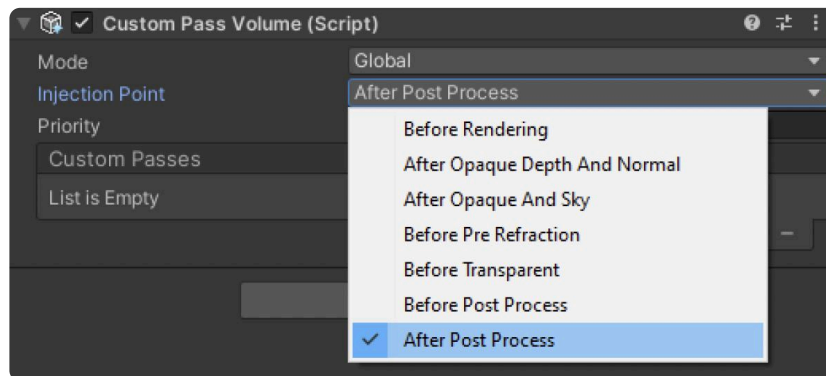 Custom Pass Volume (Script)
Mode
Global
Injection Point
After Post Process
Priority
Before Rendering
After Opaque Depth And Normal
After Opaque And Sky
Before Pre Refraction
Before Transparent
Before Post Process
After Post Process
Custom Passes
List is Empty